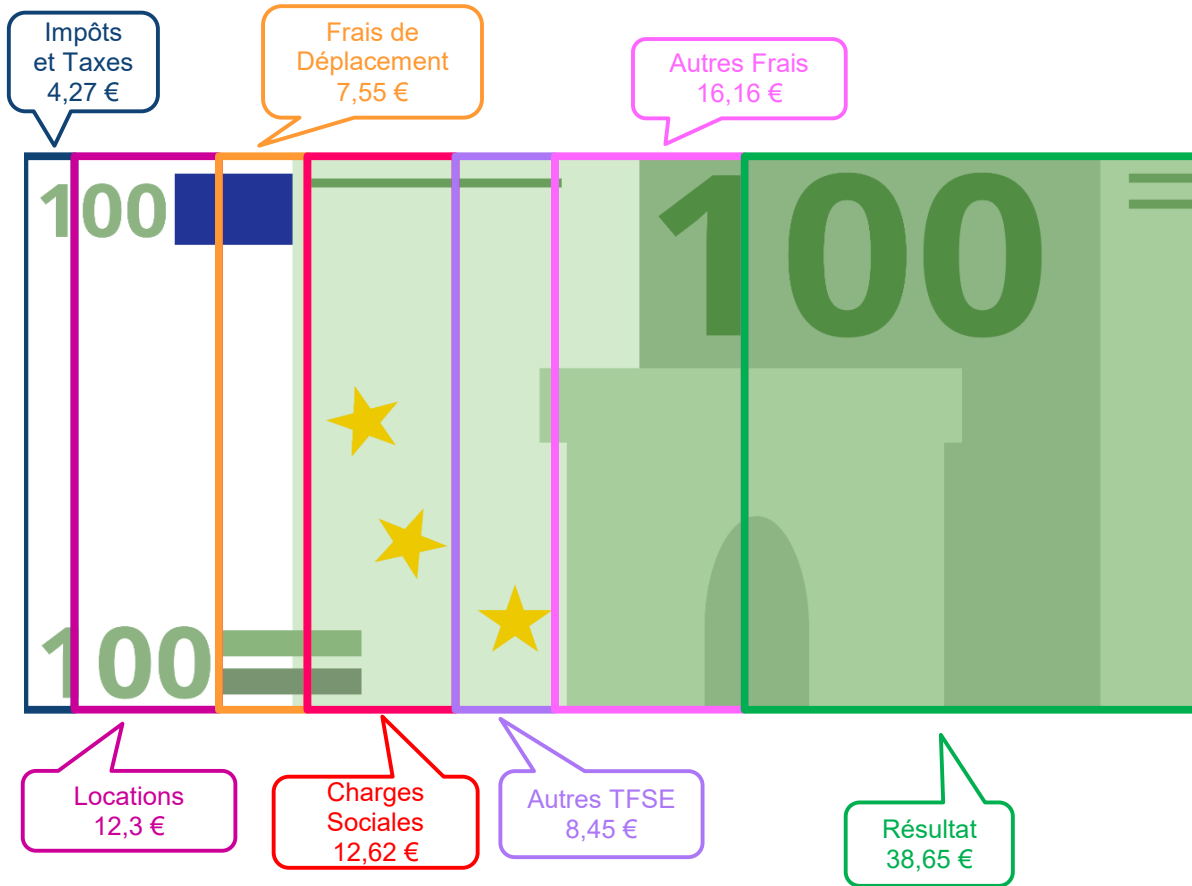 Impôts
et Taxes
4,27 €
Frais de
Déplacement
7,55 €
Autres Frais
16,16 €
100
100
100
Locations
12,3 €
Charges
Sociales
12,62 €
Autres TFSE
8,45 €
Résultat
38,65 €